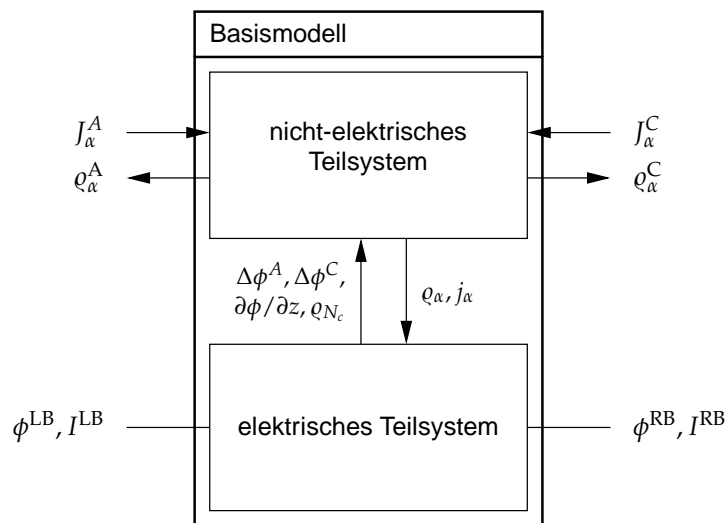 Basismodell
nicht-elektrisches
Teilsystem
J_α^A
J_α^C
ϱ_α^A
ϱ_α^C
Δϕ^A, Δϕ^C,
∂ϕ/∂z, ϱ_{N_c}
ϱ_α, j_α
elektrisches Teilsystem
ϕ^LB, I^LB
ϕ^RB, I^RB